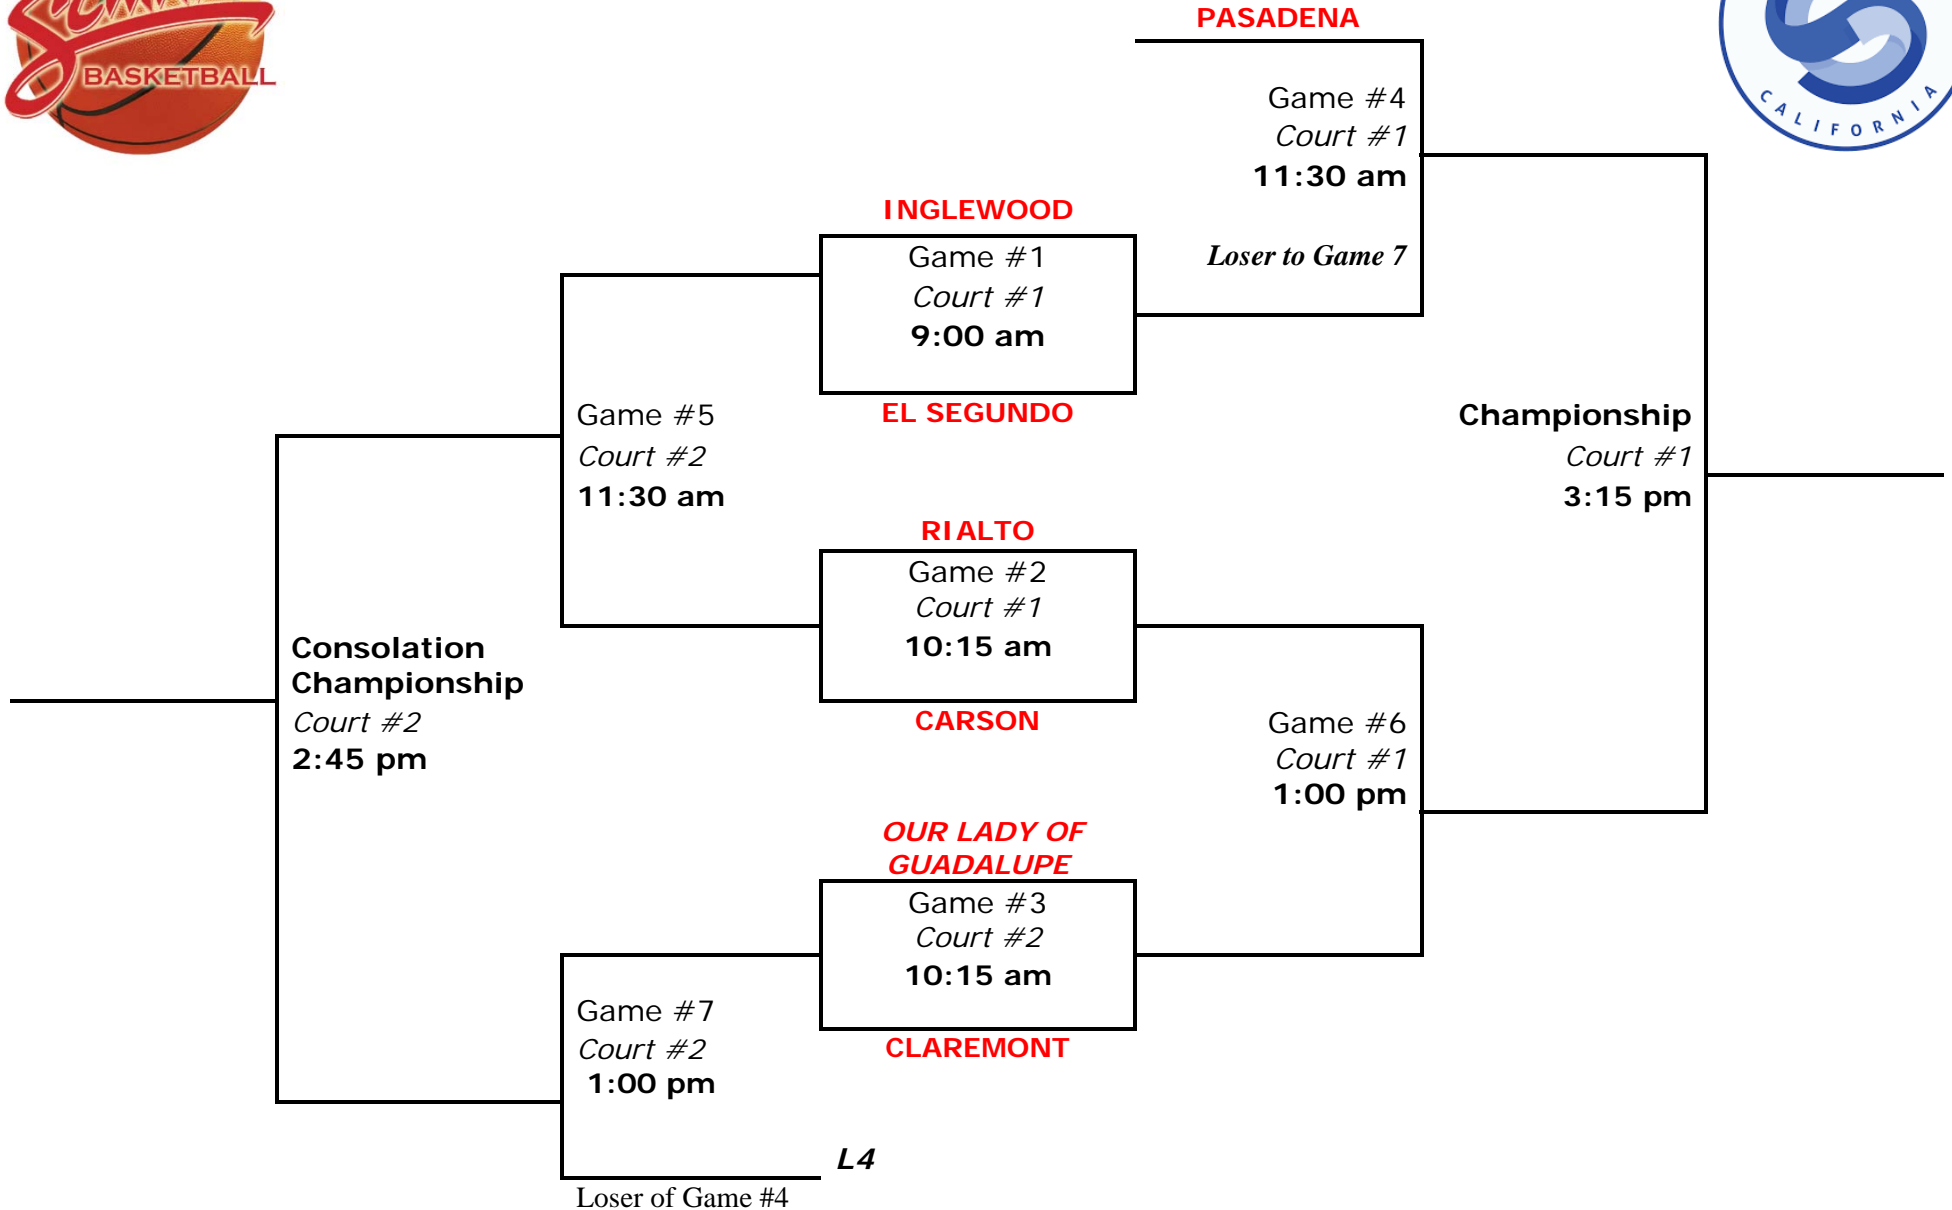 BASKETBALL
PASADENA
CALIFORNIA
Game #4
Court #1
11:30 am
Loser to Game 7
INGLEWOOD
Game #1
Court #1
9:00 am
EL SEGUNDO
Game #5
Court #2
11:30 am
Championship
Court #1
3:15 pm
RIALTO
Game #2
Court #1
10:15 am
CARSON
Consolation
Championship
Court #2
2:45 pm
Game #6
Court #1
1:00 pm
OUR LADY OF
GUADALUPE
Game #3
Court #2
10:15 am
CLAREMONT
Game #7
Court #2
1:00 pm
L4
Loser of Game #4